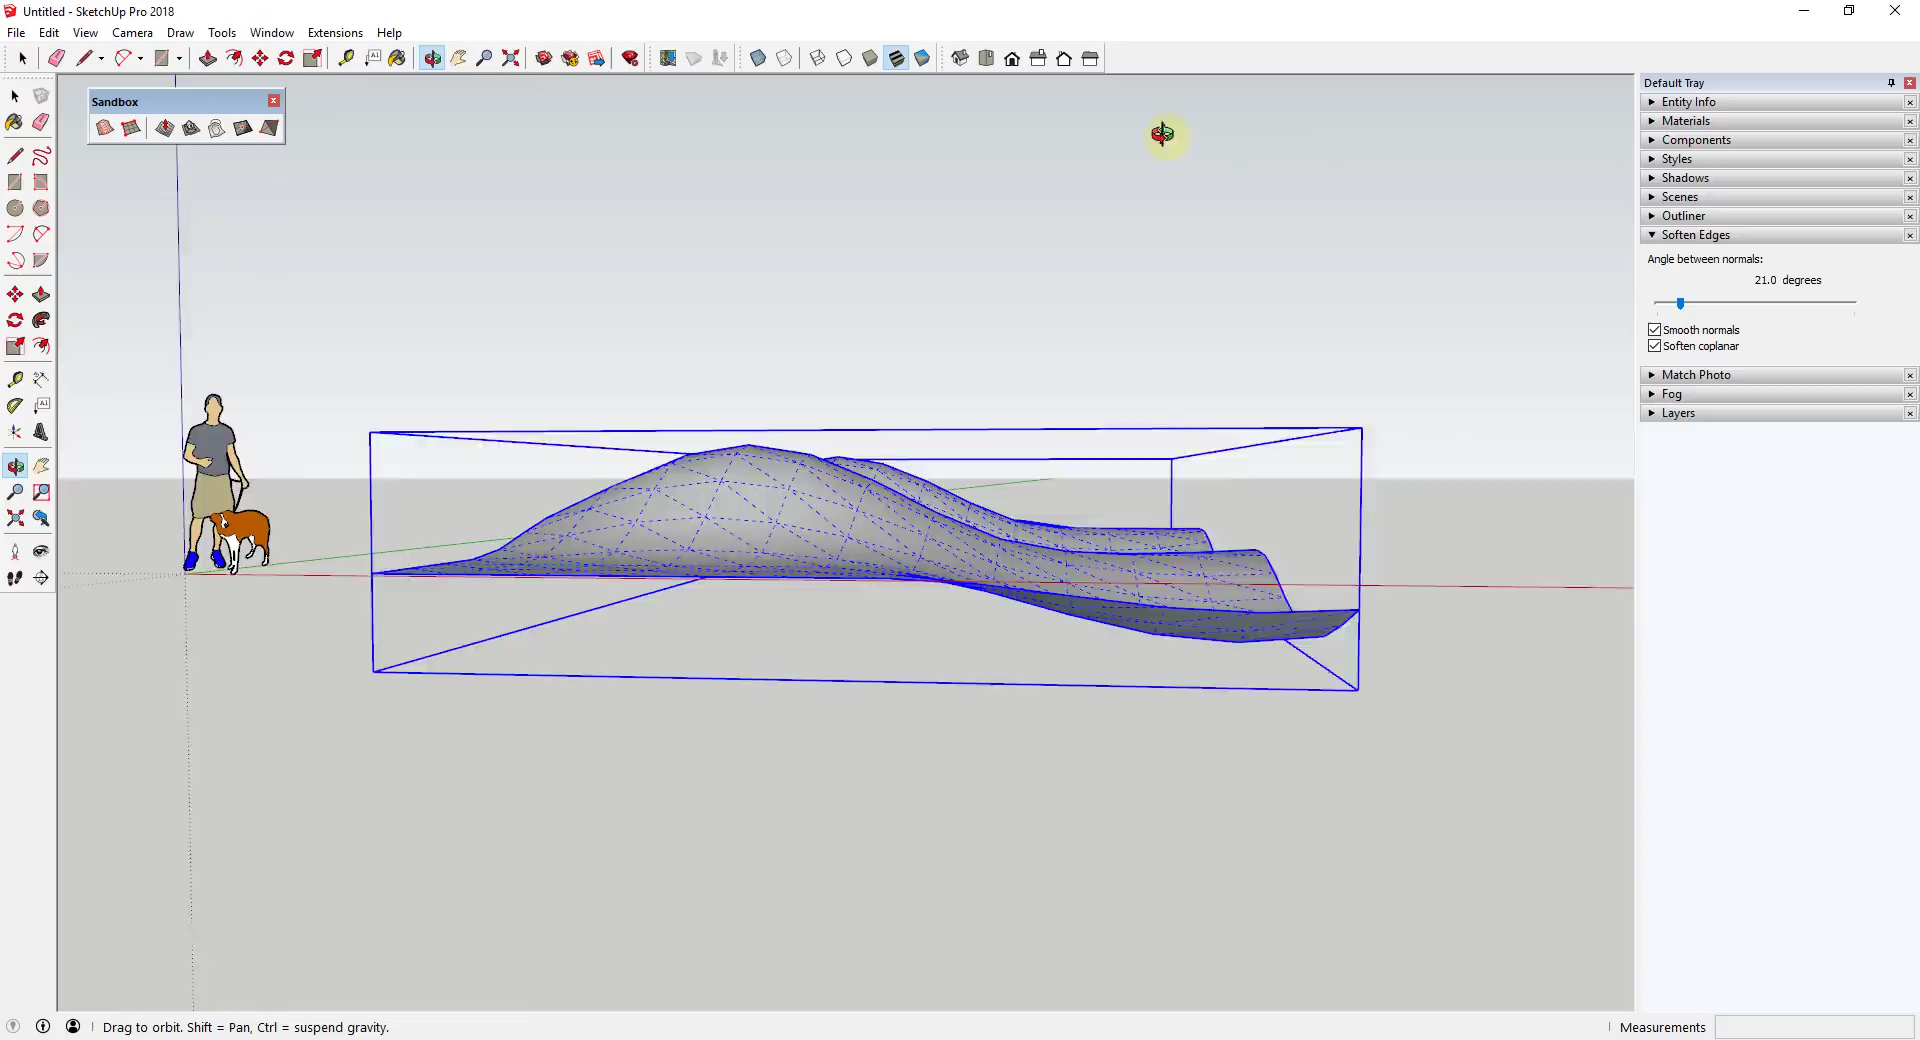 Untitled - SketchUp Pro 2018
File Edit View Camera Draw Tools Window Extensions Help
Sandbox
Default Tray
Entity Info
Materials
Components
Styles
Shadows
Scenes
Outliner
Soften Edges
Angle between normals:
21.0 degrees
Smooth normals
Soften coplanar
Match Photo
Fog
Layers
Drag to orbit. Shift = Pan, Ctrl = suspend gravity.
Measurements